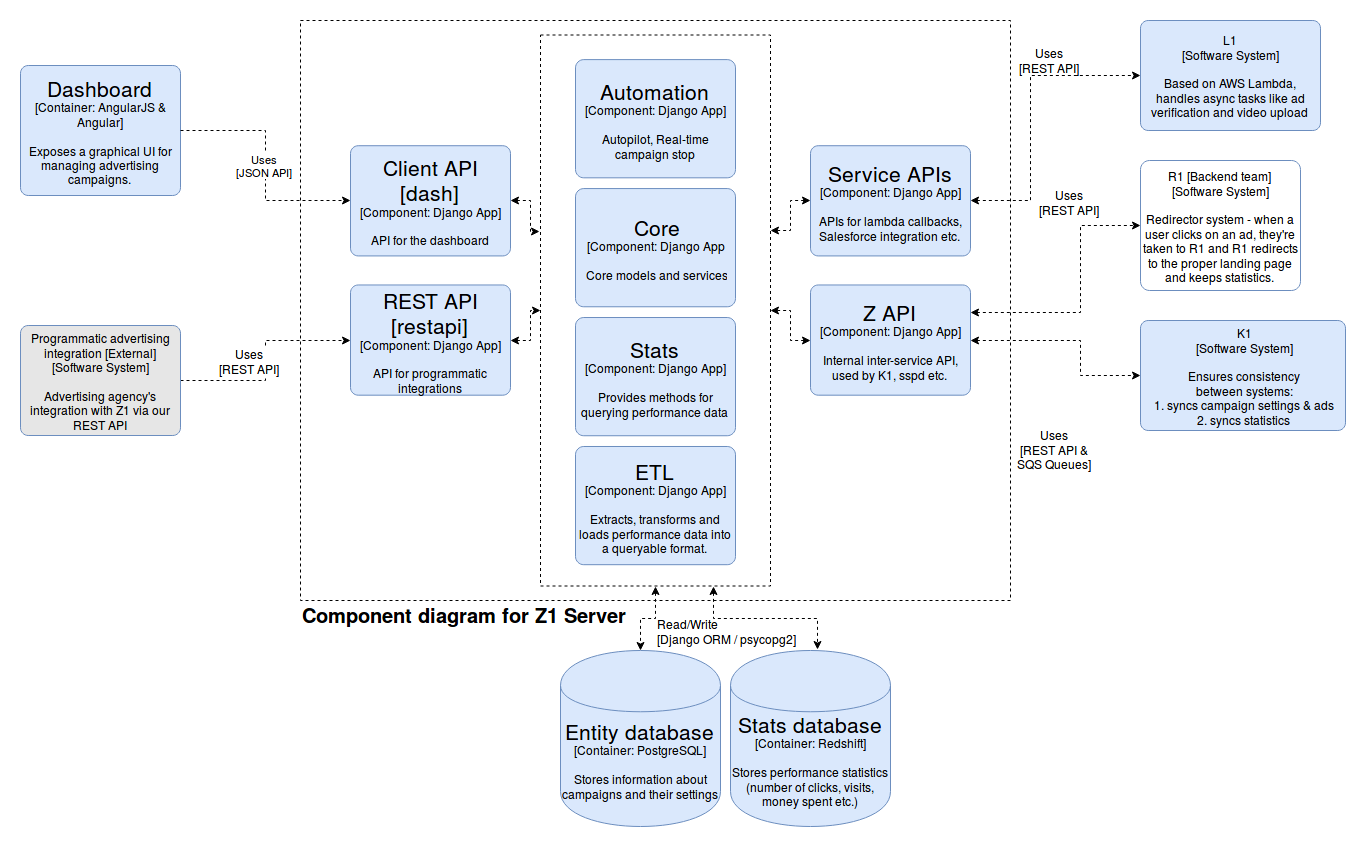 Dashboard
[Container: AngularJS &
Angular]
Exposes a graphical UI for
managing advertising
campaigns.
Uses
[JSON API]
Programmatic advertising
integration [External]
[Software System]
Advertising agency's
integration with Z1 via our
REST API
Uses
[REST API]
Client API
[dash]
[Component: Django App]
API for the dashboard
REST API
[restapi]
[Component: Django App]
API for programmatic
integrations
Automation
[Component: Django App]
Autopilot, Real-time
campaign stop
Core
[Component: Django App
Core models and services
Stats
[Component: Django App]
Provides methods for
querying performance data
ETL
[Component: Django App]
Extracts, transforms and
loads performance data into
a queryable format.
Service APIs
[Component: Django App]
APIs for lambda callbacks,
Salesforce integration etc.
Z API
[Component: Django App]
Internal inter-service API,
used by K1, sspd etc.
Uses
[REST API]
L1
[Software System]
Based on AWS Lambda,
handles async tasks like ad
verification and video upload
Uses
[REST API]
R1 [Backend team]
[Software System]
Redirector system - when a
user clicks on an ad, they're
taken to R1 and R1 redirects
to the proper landing page
and keeps statistics.
K1
[Software System]
Ensures consistency
between systems:
1. syncs campaign settings & ads
2. syncs statistics
Uses
[REST API &
SQS Queues]
Component diagram for Z1 Server
Read/Write
[Django ORM / psycopg2]
Entity database
[Container: PostgreSQL]
Stores information about
campaigns and their settings
Stats database
[Container: Redshift]
Stores performance statistics
(number of clicks, visits,
money spent etc.)